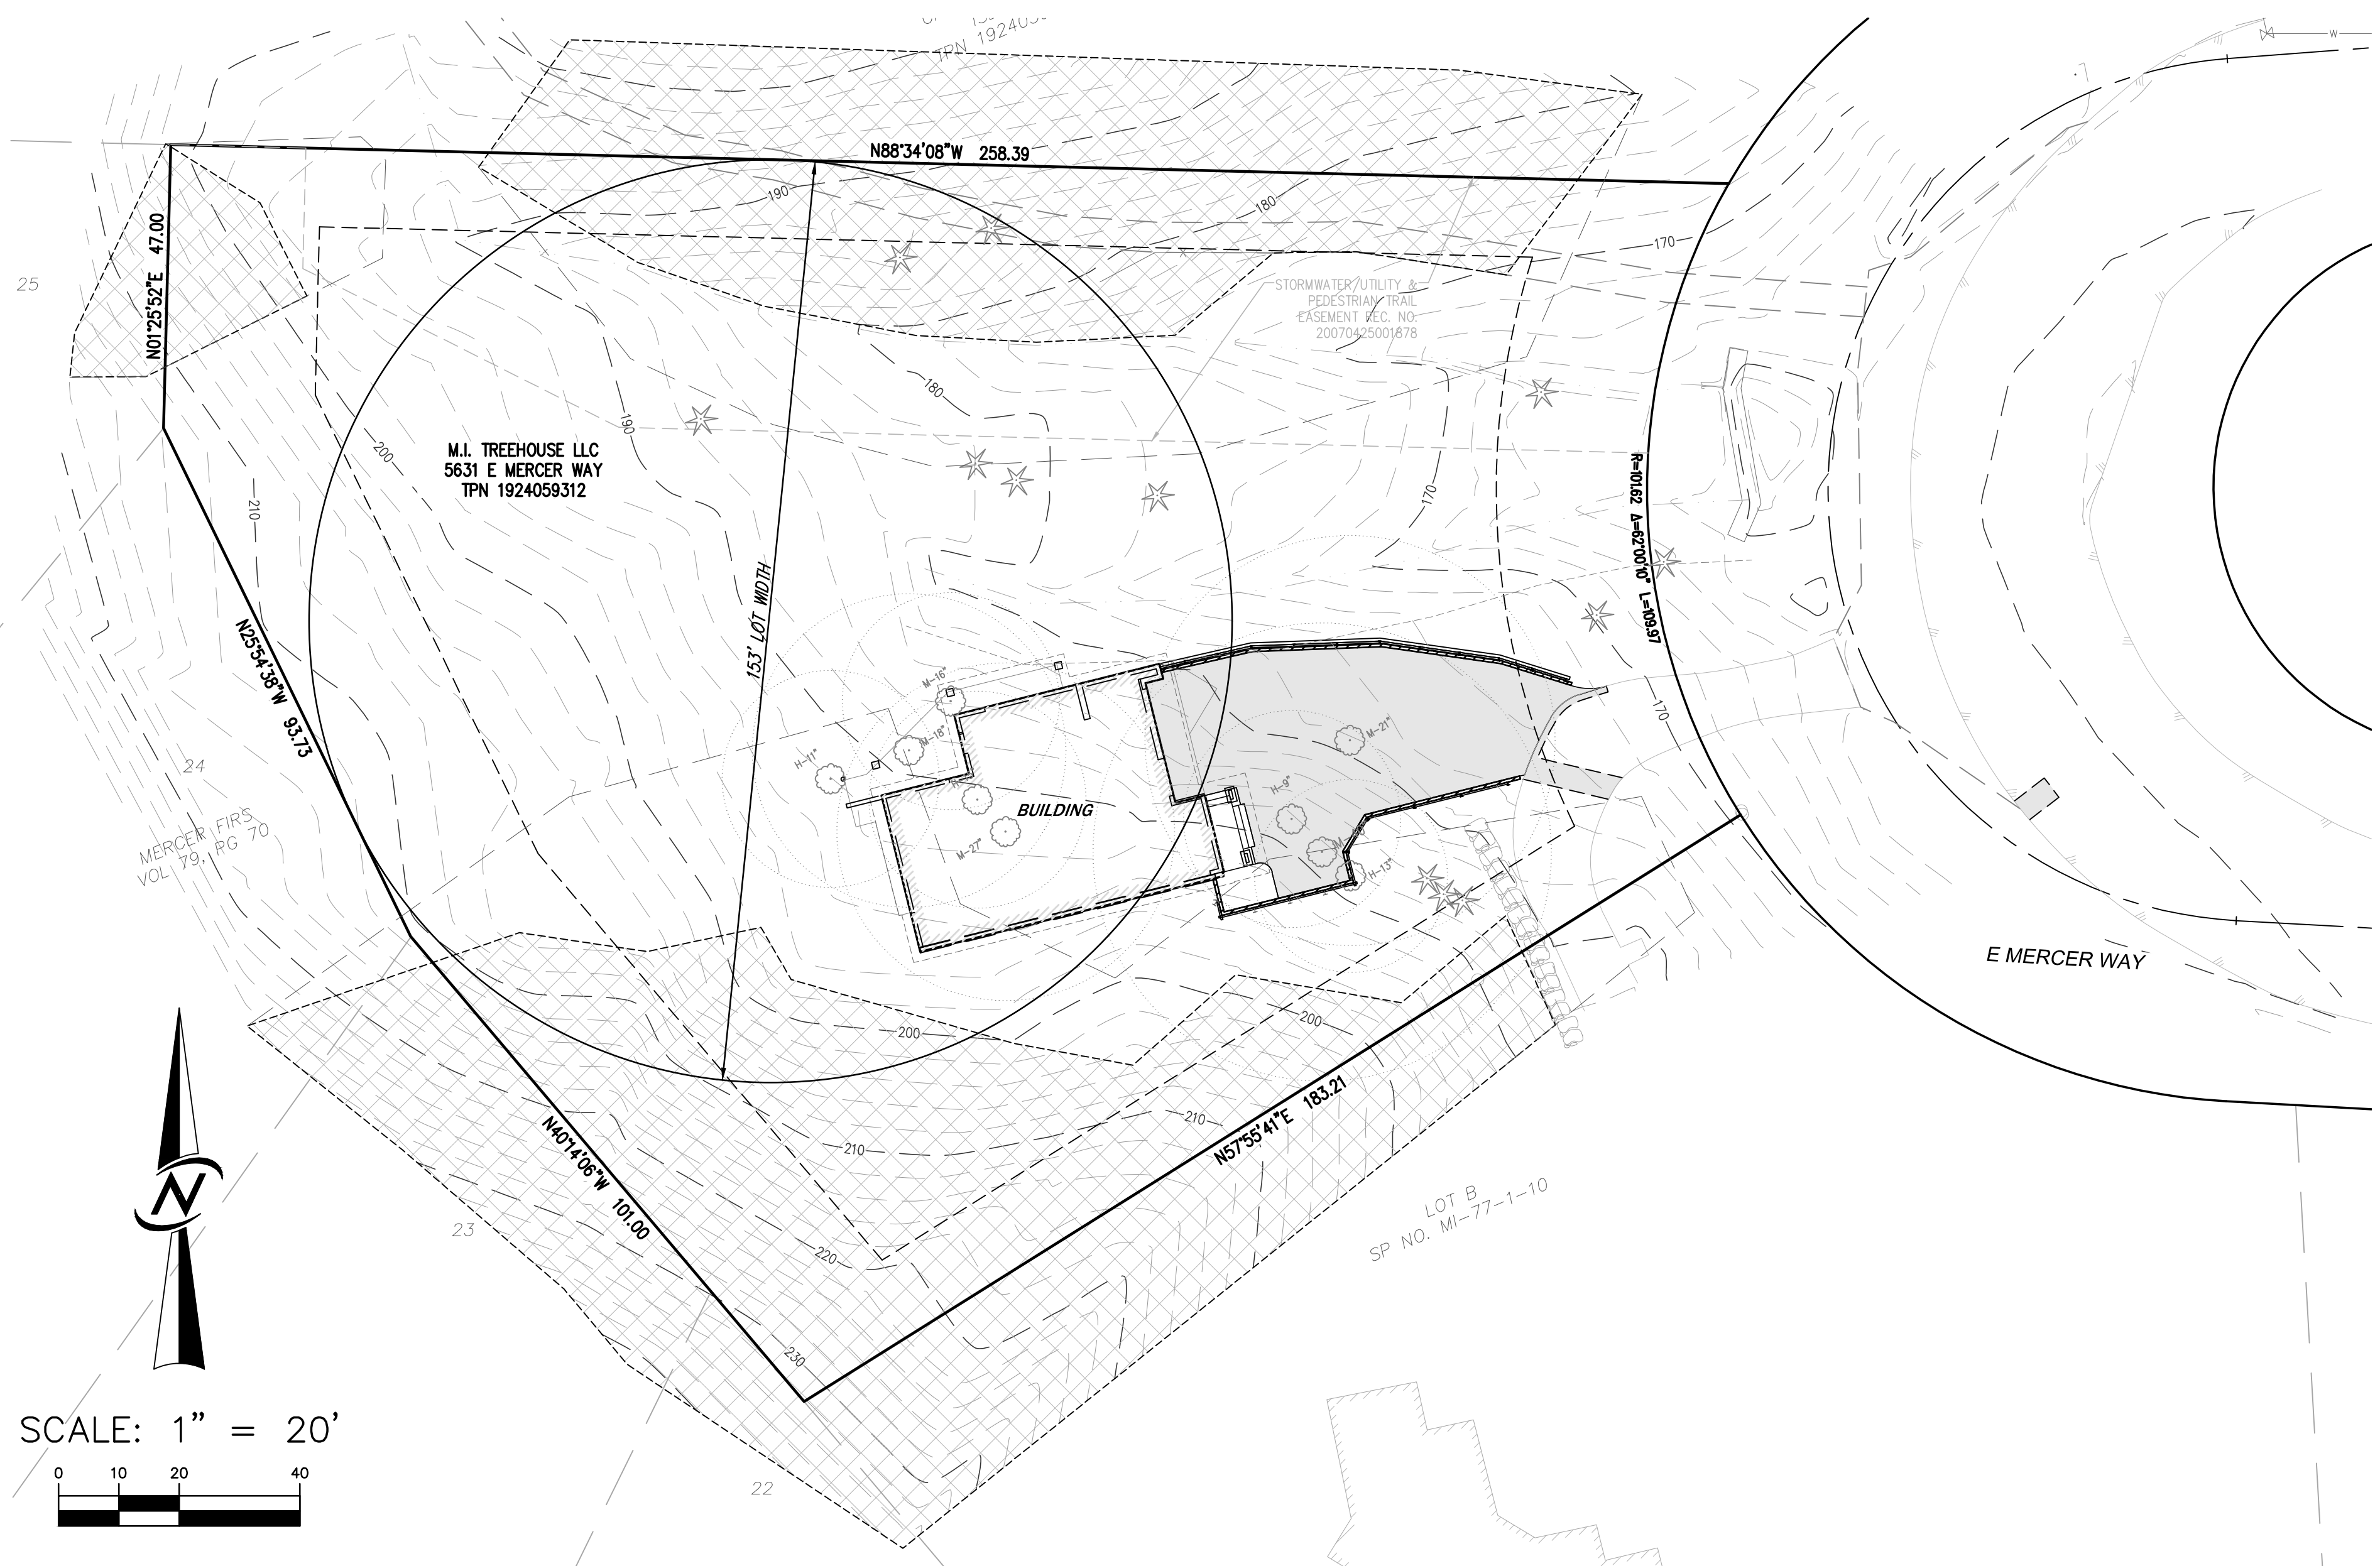 TPN 192405
W
N88°34'08"W 258.39
190
180
170
N01°25'52"E 47.00
25
STORMWATER/UTILITY &
PEDESTRIAN TRAIL
EASEMENT REC. NO.
20070425001878
180
190
200
M.I. TREEHOUSE LLC
5631 E MERCER WAY
TPN 1924059312
210
170
R=101.62 Δ=62°00'10" L=109.97
153' LOT WIDTH
N25°54'38"W 93.73
M-16"
170
M-18"
M-21"
H-11"
24
H-9"
BUILDING
MERCER FIRS
VOL 79, PG 70
M-27"
H-13"
E MERCER WAY
200
200
210
210
N57°55'41"E 183.21
N40°14'06"W 101.00
N
LOT B
SP NO. MI-77-1-10
23
220
230
SCALE: 1" = 20'
0 10 20 40
22